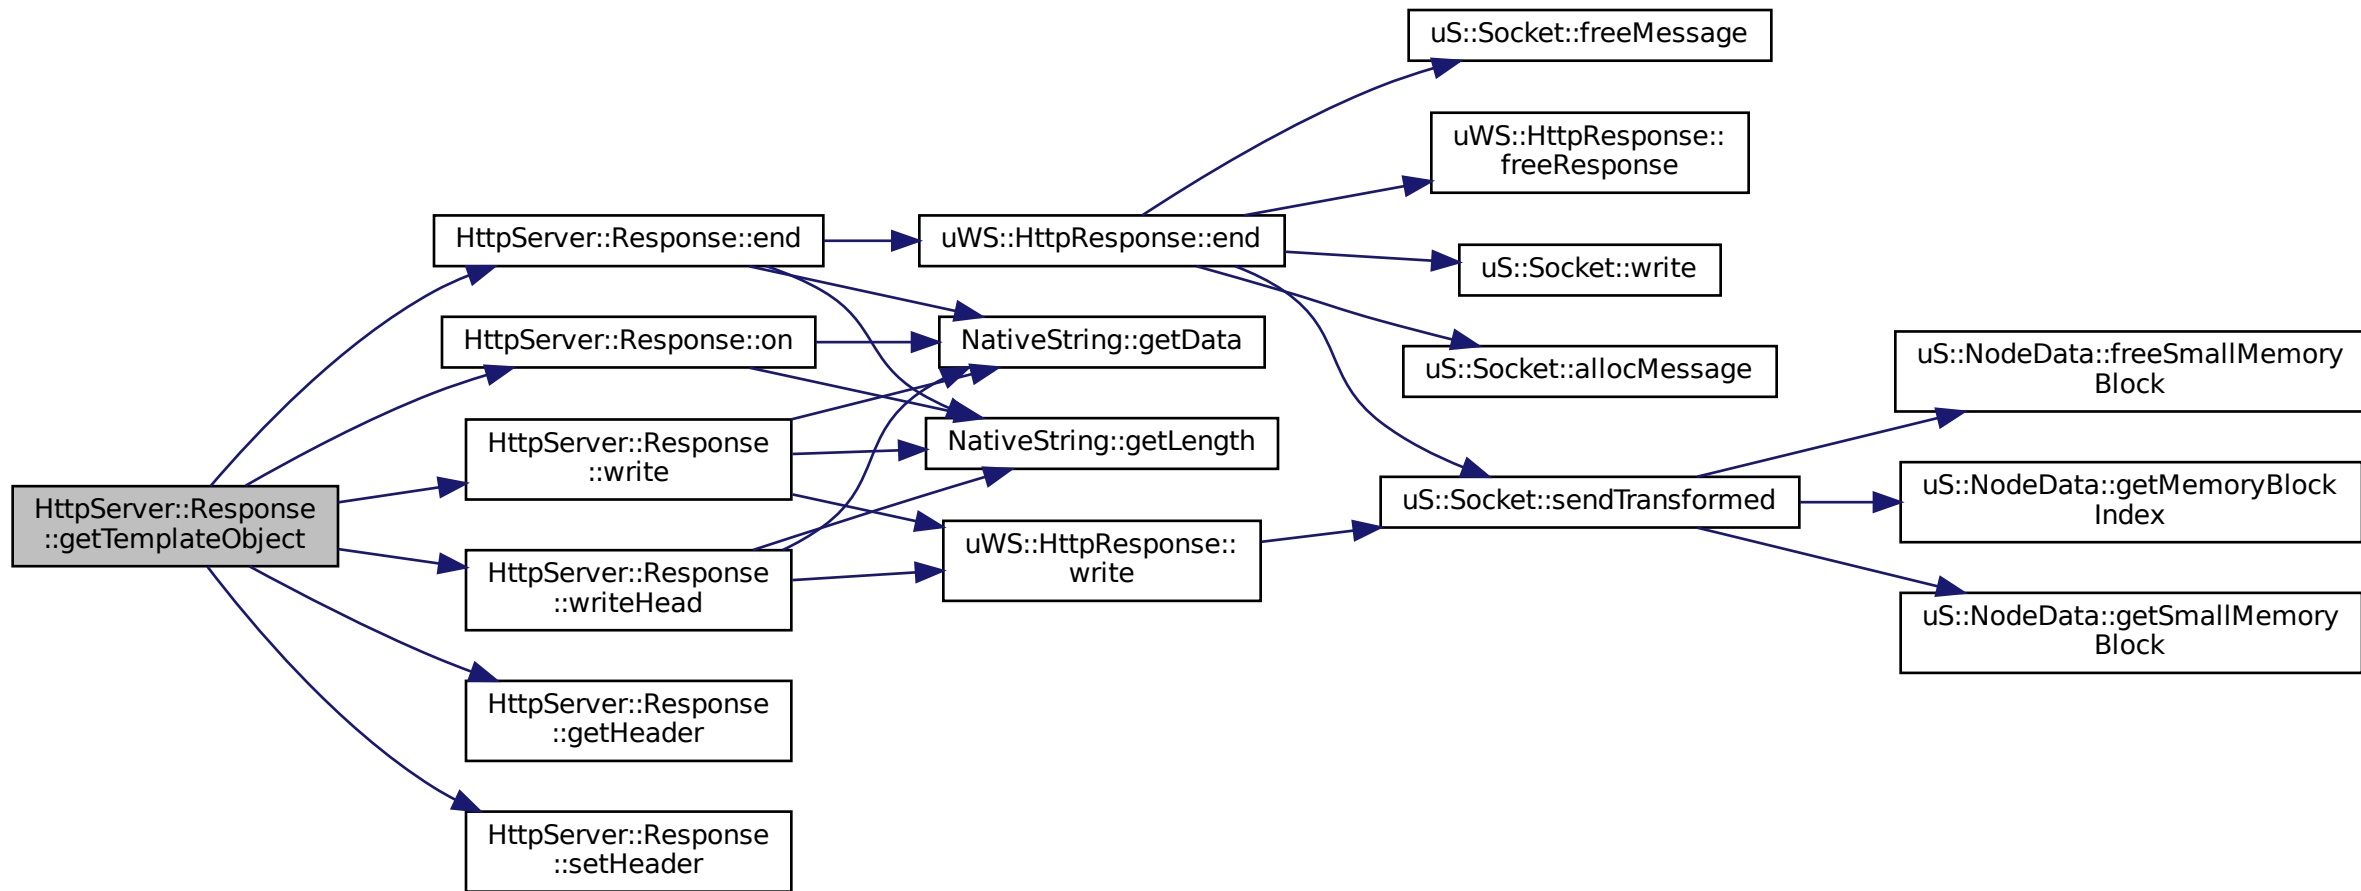 HttpServer::Response
::getTemplateObject
HttpServer::Response::end
HttpServer::Response::on
HttpServer::Response
::write
HttpServer::Response
::writeHead
HttpServer::Response
::getHeader
HttpServer::Response
::setHeader
uWS::HttpResponse::end
NativeString::getData
NativeString::getLength
uWS::HttpResponse::
write
uS::Socket::freeMessage
uWS::HttpResponse::
freeResponse
uS::Socket::write
uS::Socket::allocMessage
uS::Socket::sendTransformed
uS::NodeData::freeSmallMemory
Block
uS::NodeData::getMemoryBlock
Index
uS::NodeData::getSmallMemory
Block